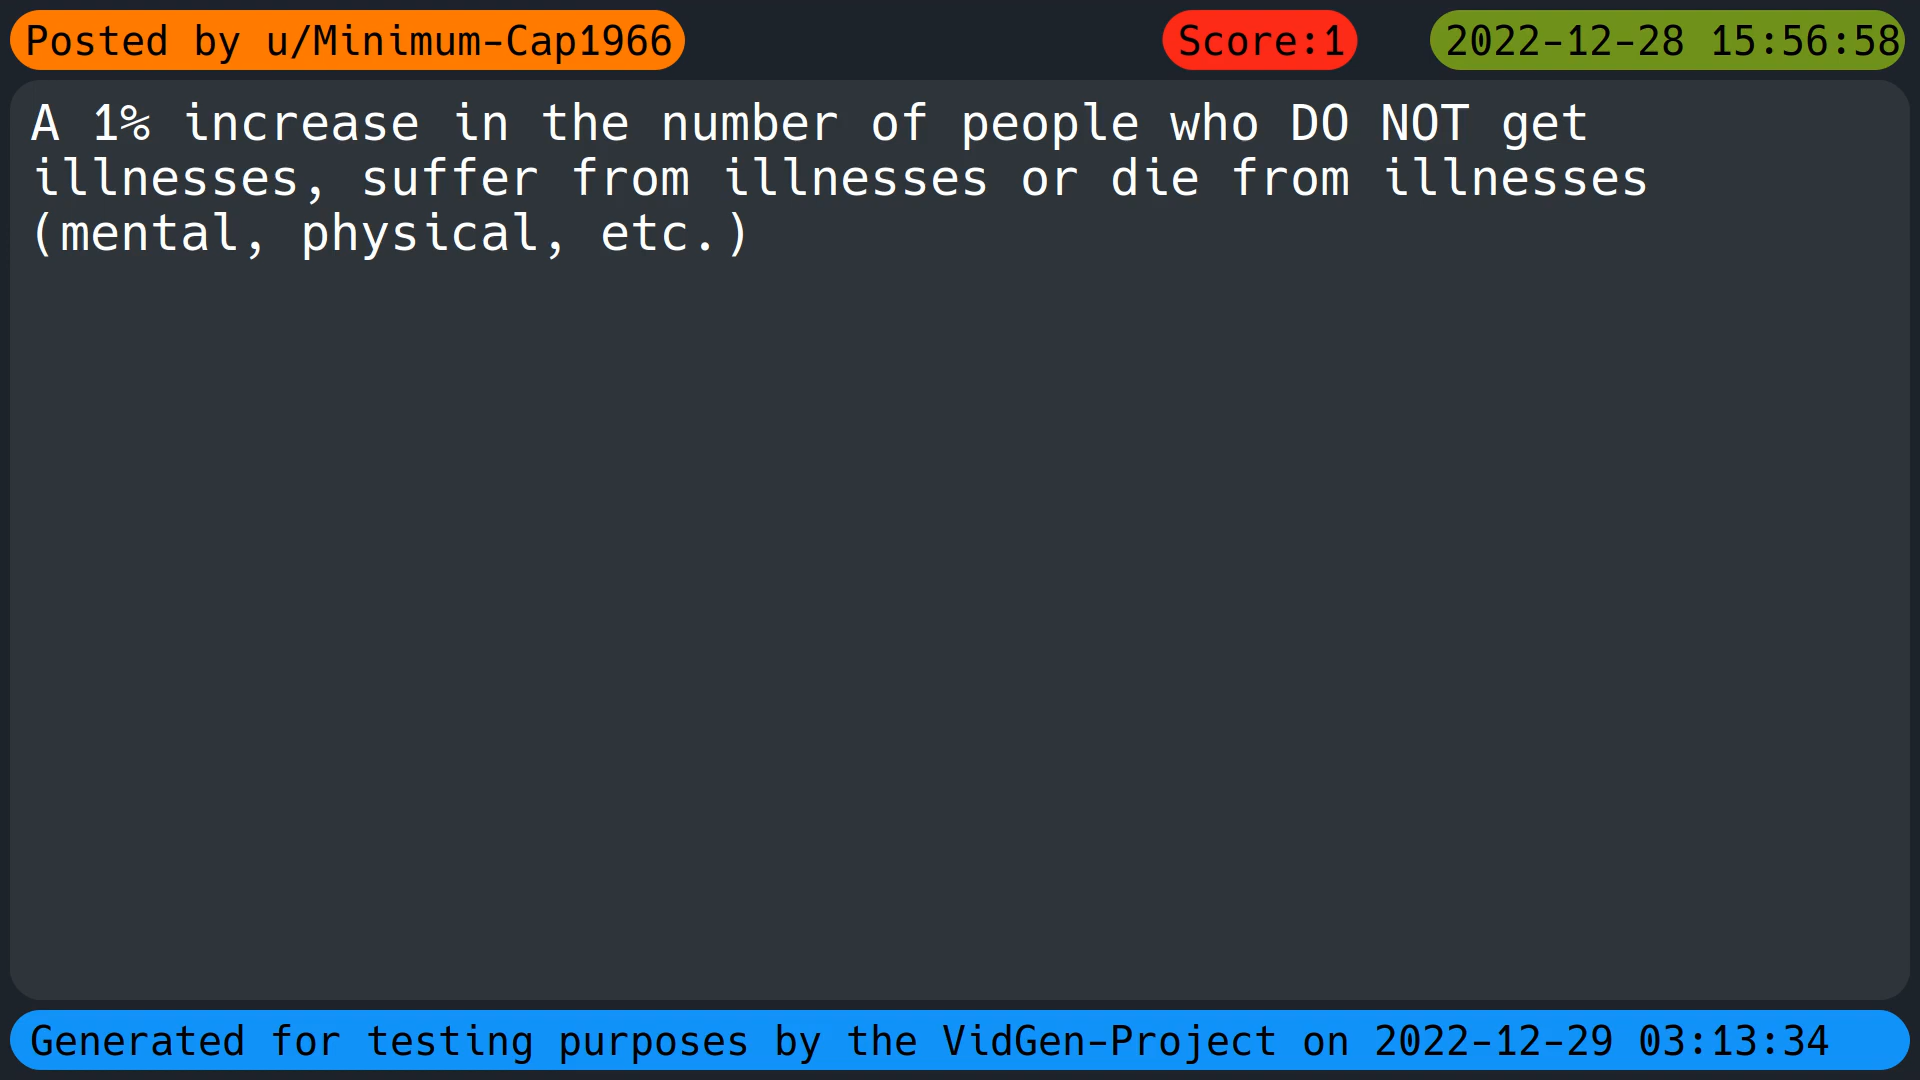 Posted by u/Minimum-Cap1966
Score:1
2022-12-28 15:56:58
A 1% increase in the number of people who DO NOT get
illnesses, suffer from illnesses or die from illnesses
(mental, physical, etc.)
Generated for testing purposes by the VidGen-Project on 2022-12-29 03:13:34